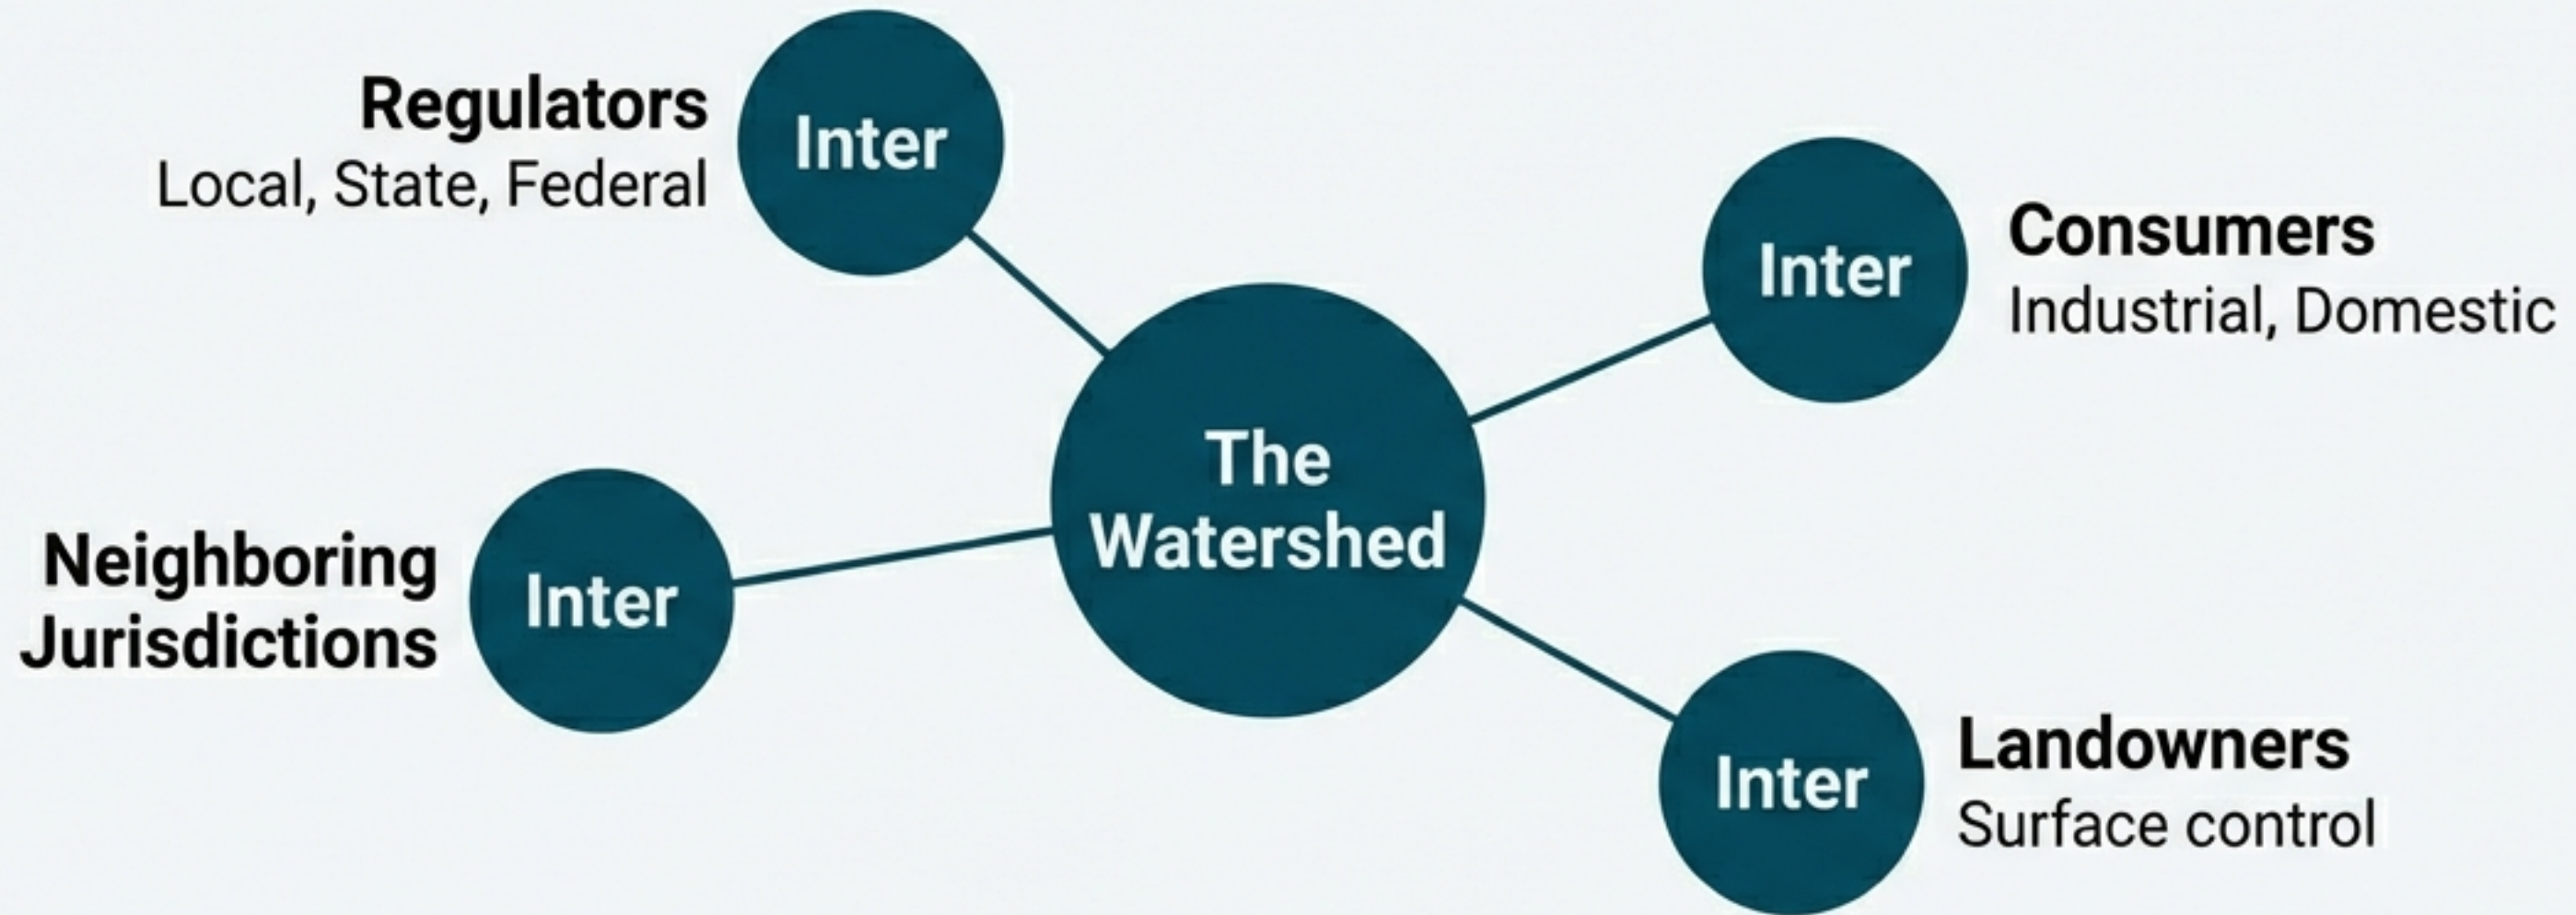 Regulators
Local, State, Federal
Inter
Inter
Consumers
Industrial, Domestic
The
Watershed
Neighboring
Jurisdictions
Inter
Inter
Landowners
Surface control